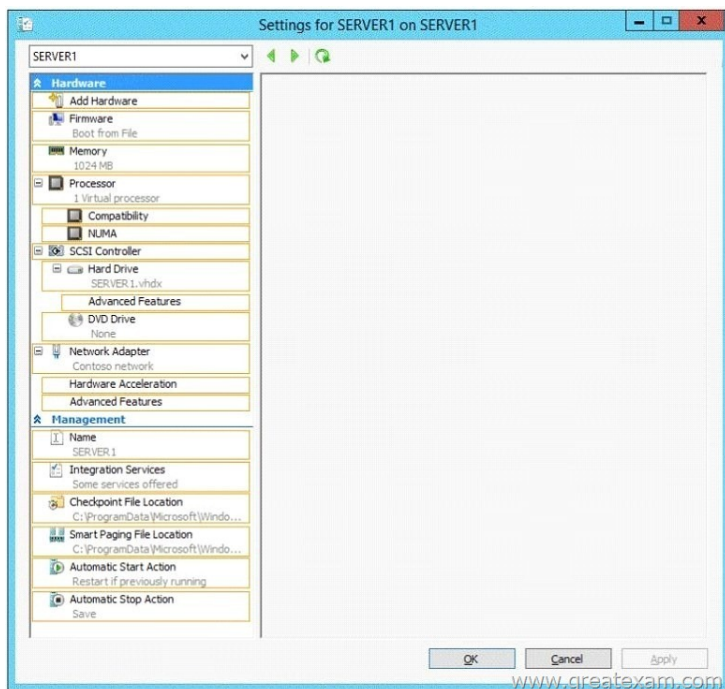 Settings for SERVER1 on SERVER1
SERVER1
Hardware
Add Hardware
Firmware
Boot from File
Memory
1024 MB
Processor
1 Virtual processor
Compatibility
NUMA
SCSI Controller
Hard Drive
SERVER1.vhdx
Advanced Features
DVD Drive
None
Network Adapter
Contoso network
Hardware Acceleration
Advanced Features
Management
Name
SERVER1
Integration Services
Some services offered
Checkpoint File Location
C:\ProgramData\Microsoft\Windo...
Smart Paging File Location
C:\ProgramData\Microsoft\Windo...
Automatic Start Action
Restart if previously running
Automatic Stop Action
Save
OK Cancel Apply
www.greatexam.com